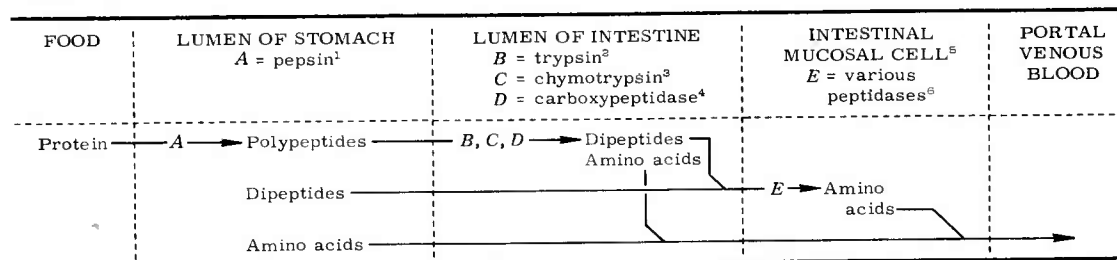 FOOD
LUMEN OF STOMACH
A = pepsin¹
LUMEN OF INTESTINE
B = trypsin²
C = chymotrypsin³
D = carboxypeptidase⁴
INTESTINAL
MUCOSAL CELL⁵
E = various
peptidases⁶
PORTAL
VENOUS
BLOOD
Protein A Polypeptides B, C, D Dipeptides
Amino acids
Dipeptides E Amino
acids
Amino acids